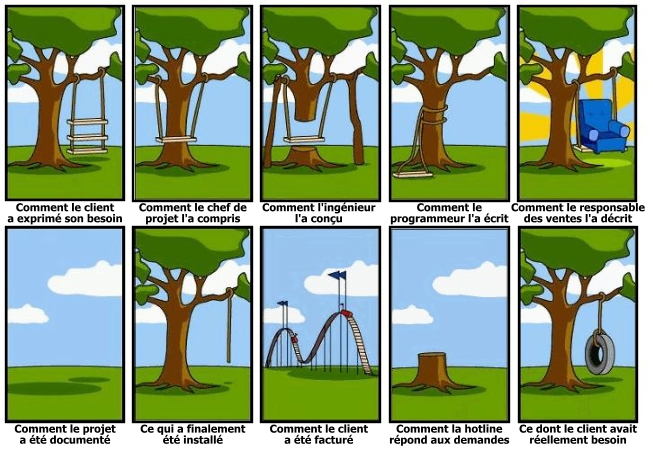 Comment le client
a exprimé son besoin
Comment le chef de
projet l'a compris
Comment l'ingénieur
l'a conçu
Comment le
programmeur l'a écrit
Comment le responsable
des ventes l'a décrit
Comment le projet
a été documenté
Ce qui a finalement
été installé
Comment le client
a été facturé
Comment la hotline
répond aux demandes
Ce dont le client avait
réellement besoin